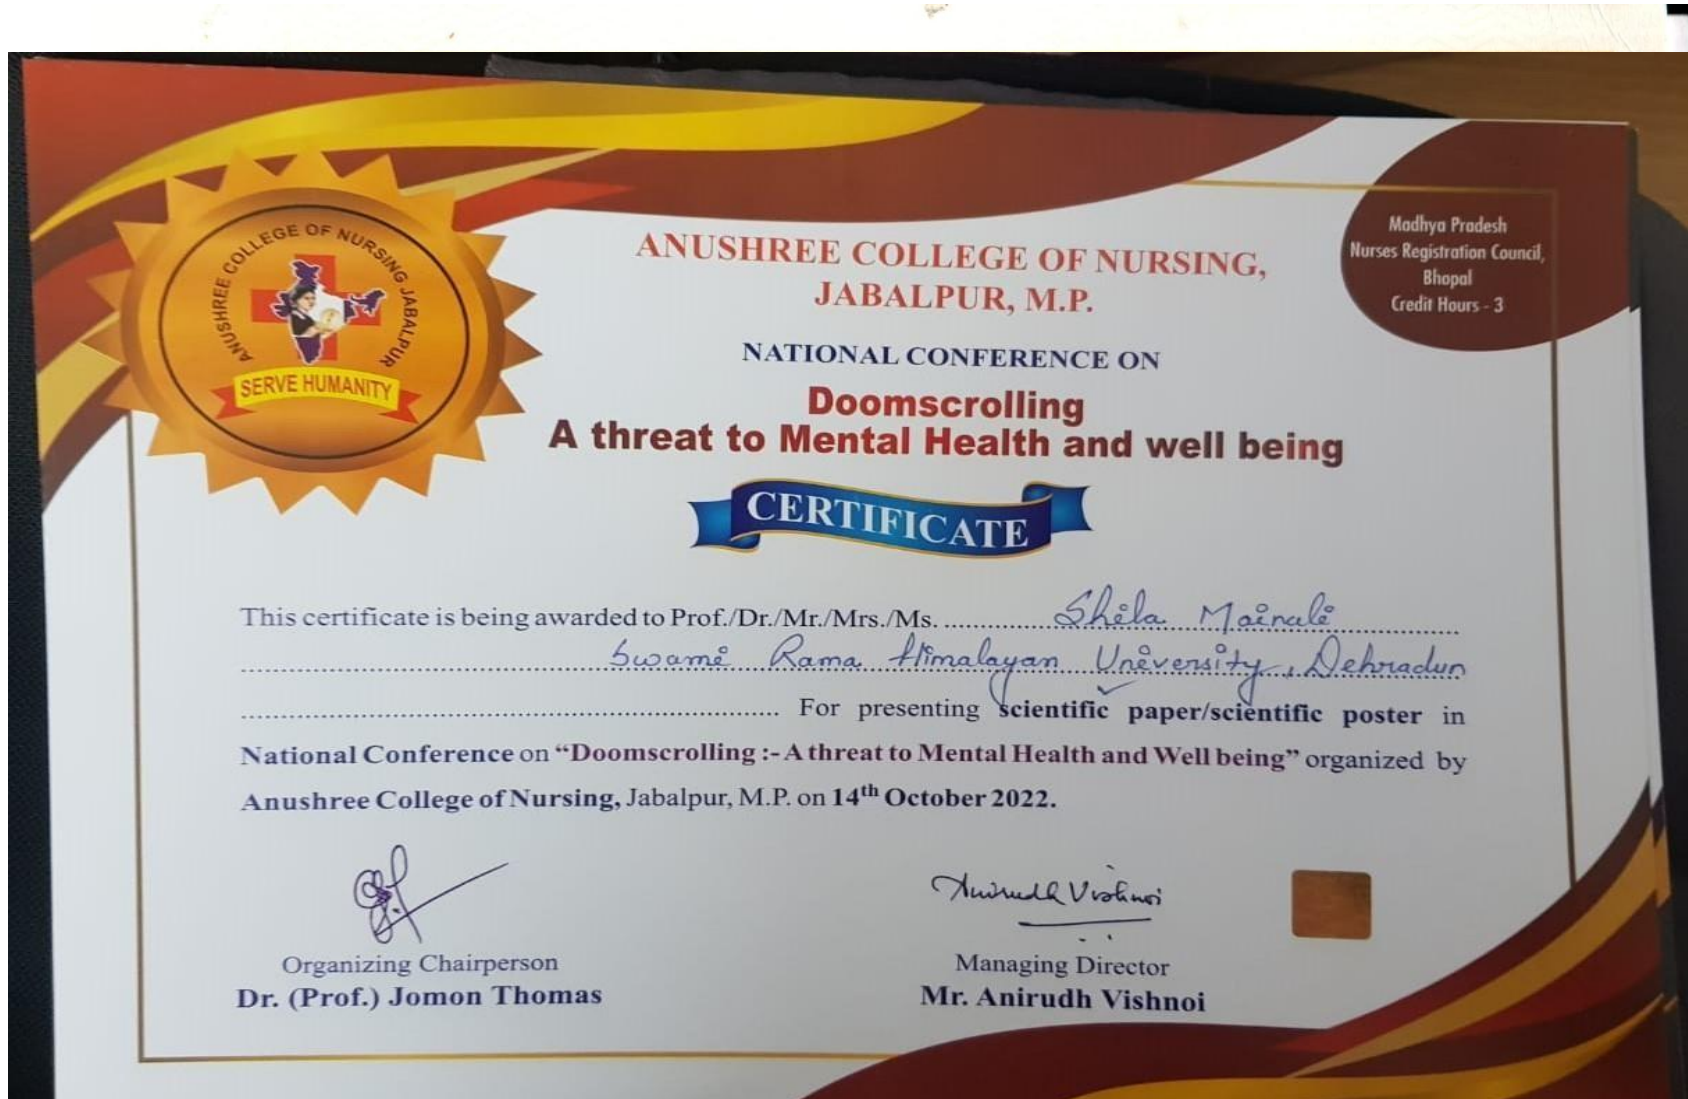 ANUSHREE COLLEGE OF NURSING JABALPUR
SERVE HUMANITY
Madhya Pradesh
Nurses Registration Council,
Bhopal
Credit Hours - 3
ANUSHREE COLLEGE OF NURSING,
JABALPUR, M.P.
NATIONAL CONFERENCE ON
Doomscrolling
A threat to Mental Health and well being
CERTIFICATE
This certificate is being awarded to Prof./Dr./Mr./Mrs./Ms. Shila Mainali
Swami Rama Himalayan University, Dehradun
For presenting scientific paper/scientific poster in
National Conference on “Doomscrolling :- A threat to Mental Health and Well being” organized by
Anushree College of Nursing, Jabalpur, M.P. on 14th October 2022.
Anirudh Vishnoi
Organizing Chairperson
Dr. (Prof.) Jomon Thomas
Managing Director
Mr. Anirudh Vishnoi